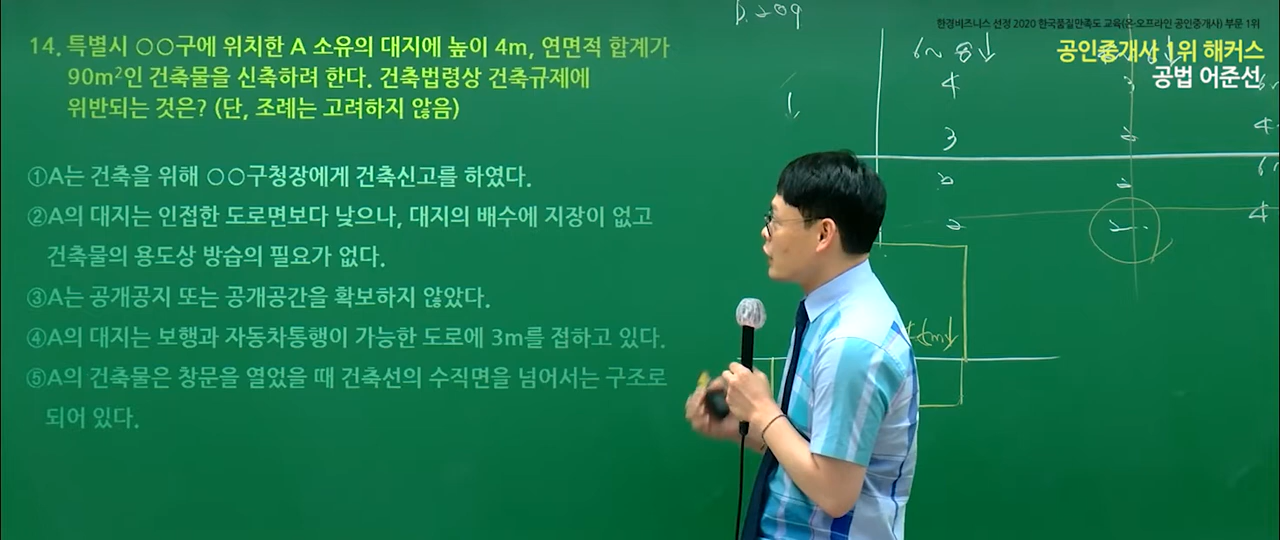 p.209
한경비즈니스 선정 2020 한국품질만족도 교육(온·오프라인 공인중개사) 부문 1위
공인중개사 1위 해커스
공법 어준선
14. 특별시 ○○구에 위치한 A 소유의 대지에 높이 4m, 연면적 합계가
90m²인 건축물을 신축하려 한다. 건축법령상 건축규제에
위반되는 것은? (단, 조례는 고려하지 않음)
①A는 건축을 위해 ○○구청장에게 건축신고를 하였다.
②A의 대지는 인접한 도로면보다 낮으나, 대지의 배수에 지장이 없고
건축물의 용도상 방습의 필요가 없다.
③A는 공개공지 또는 공개공간을 확보하지 않았다.
④A의 대지는 보행과 자동차통행이 가능한 도로에 3m를 접하고 있다.
⑤A의 건축물은 창문을 열었을 때 건축선의 수직면을 넘어서는 구조로
되어 있다.
6~8↓
4
3
2
2
4
4